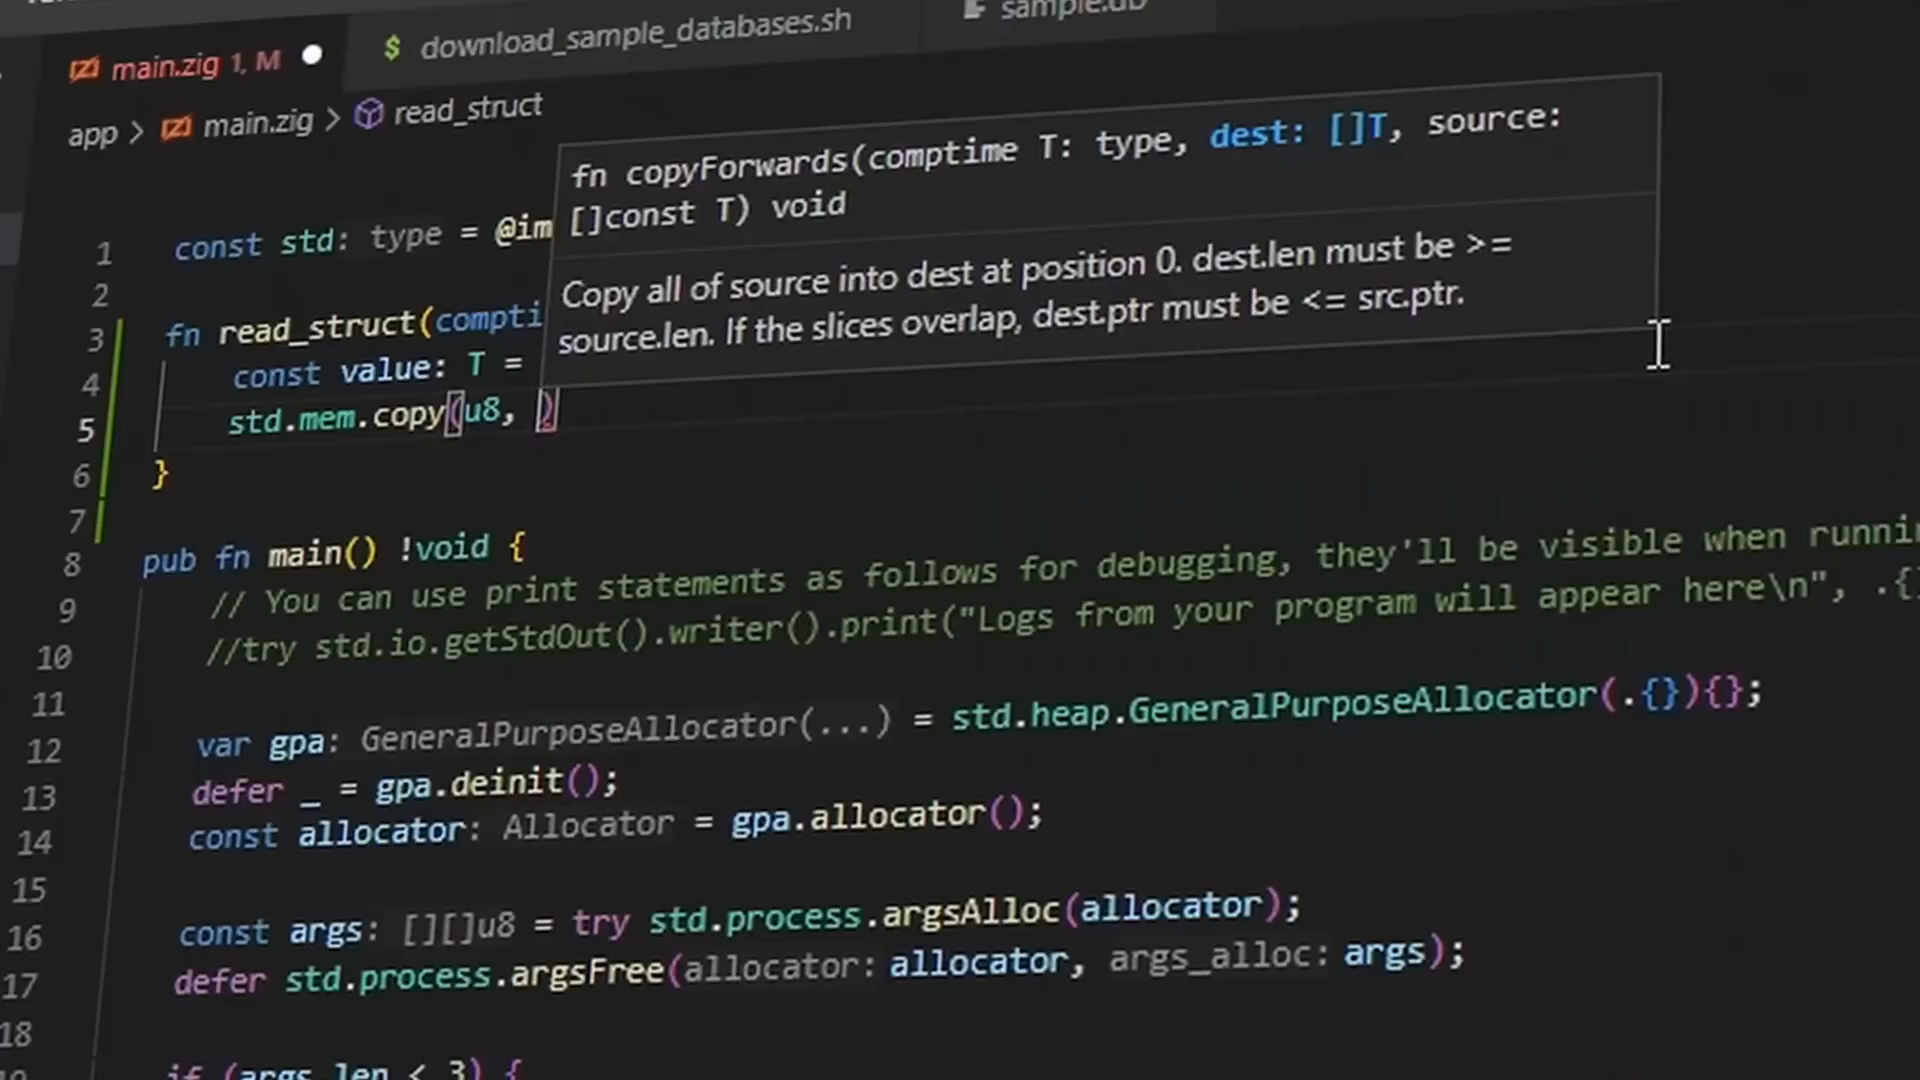 main.zig 1, M
$ download_sample_databases.sh
sample.db
app > main.zig > read_struct
fn copyForwards(comptime T: type, dest: []T, source:
[]const T) void
Copy all of source into dest at position 0. dest.len must be >=
source.len. If the slices overlap, dest.ptr must be <= src.ptr.
1 const std: type = @im
2
3 fn read_struct(compti
4 const value: T =
5 std.mem.copy(u8, )
6 }
7
8 pub fn main() !void {
9 // You can use print statements as follows for debugging, they'll be visible when runnin
10 //try std.io.getStdOut().writer().print("Logs from your program will appear here\n", .{}
11
12 var gpa: GeneralPurposeAllocator(...) = std.heap.GeneralPurposeAllocator(.{}){};
13 defer _ = gpa.deinit();
14 const allocator: Allocator = gpa.allocator();
15
16 const args: [][]u8 = try std.process.argsAlloc(allocator);
17 defer std.process.argsFree(allocator: allocator, args_alloc: args);
18
if (args.len < 3) {